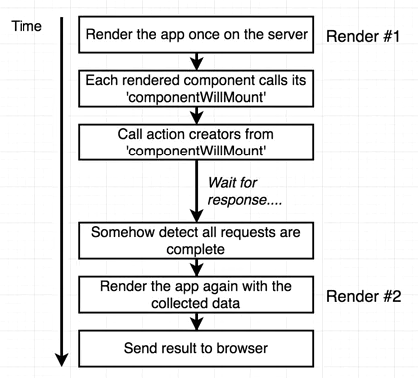 Time
Render the app once on the server
Render #1
Each rendered component calls its
'componentWillMount'
Call action creators from
'componentWillMount'
Wait for
response....
Somehow detect all requests are
complete
Render the app again with the
collected data
Render #2
Send result to browser